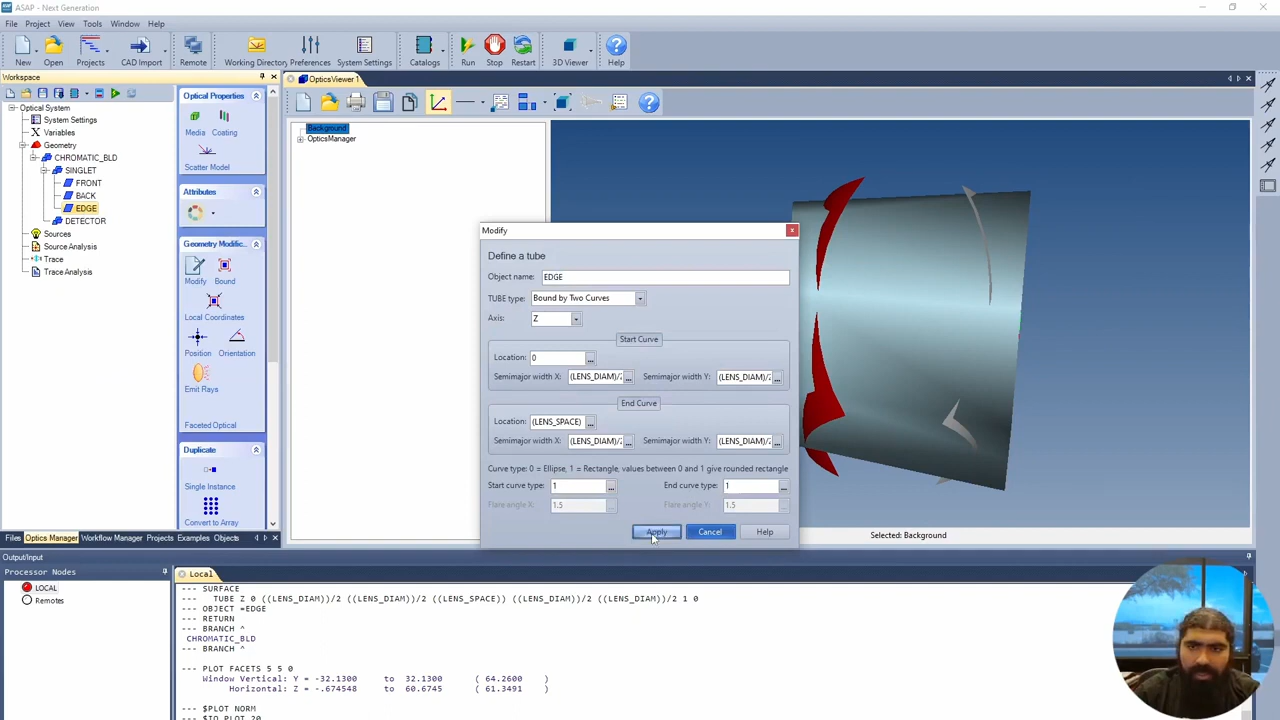 ASAP - Next Generation
File Project View Tools Window Help
New Open Projects CAD Import Remote Working Directory Preferences System Settings Catalogs Run Stop Restart 3D Viewer Help
Workspace
OpticsViewer 1
Optical System
System Settings
Variables
Geometry
CHROMATIC_BLD
SINGLET
FRONT
BACK
EDGE
DETECTOR
Sources
Source Analysis
Trace
Trace Analysis
Optical Properties
Media Coating
Scatter Model
Attributes
Geometry Modific...
Modify Bound
Local Coordinates
Position Orientation
Emit Rays
Faceted Optical
Duplicate
Single Instance
Convert to Array
Background
OpticsManager
Modify
Define a tube
Object name: EDGE
TUBE type: Bound by Two Curves
Axis: Z
Start Curve
Location: 0 ...
Semimajor width X: (LENS_DIAM)/2 ... Semimajor width Y: (LENS_DIAM)/2 ...
End Curve
Location: (LENS_SPACE) ...
Semimajor width X: (LENS_DIAM)/2 ... Semimajor width Y: (LENS_DIAM)/2 ...
Curve type: 0 = Ellipse, 1 = Rectangle, values between 0 and 1 give rounded rectangle
Start curve type: 1 ... End curve type: 1 ...
Flare angle X: 1.5 ... Flare angle Y: 1.5 ...
Apply Cancel Help
Selected: Background
Files Optics Manager Workflow Manager Projects Examples Objects
Output/Input
Processor Nodes
LOCAL
Remotes
Local
--- SURFACE
--- TUBE Z 0 ((LENS_DIAM))/2 ((LENS_DIAM))/2 ((LENS_SPACE)) ((LENS_DIAM))/2 ((LENS_DIAM))/2 1 0
--- OBJECT =EDGE
--- RETURN
--- BRANCH ^
CHROMATIC_BLD
--- BRANCH ^
--- PLOT FACETS 5 5 0
Window Vertical: Y = -32.1300 to 32.1300 ( 64.2600 )
Horizontal: Z = -.674548 to 60.6745 ( 61.3491 )
--- $PLOT NORM
--- $IO PLOT 20